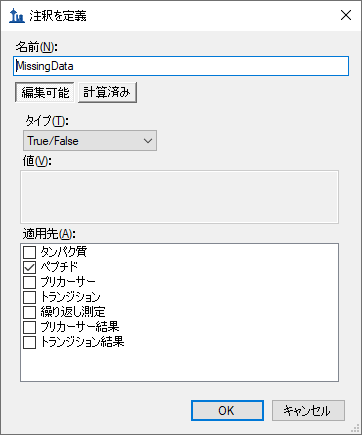 注釈を定義
名前(N):
MissingData
編集可能 計算済み
タイプ(T):
True/False
値(V):
適用先(A):
タンパク質
ペプチド
プリカーサー
トランジション
繰り返し測定
プリカーサー結果
トランジション結果
OK キャンセル